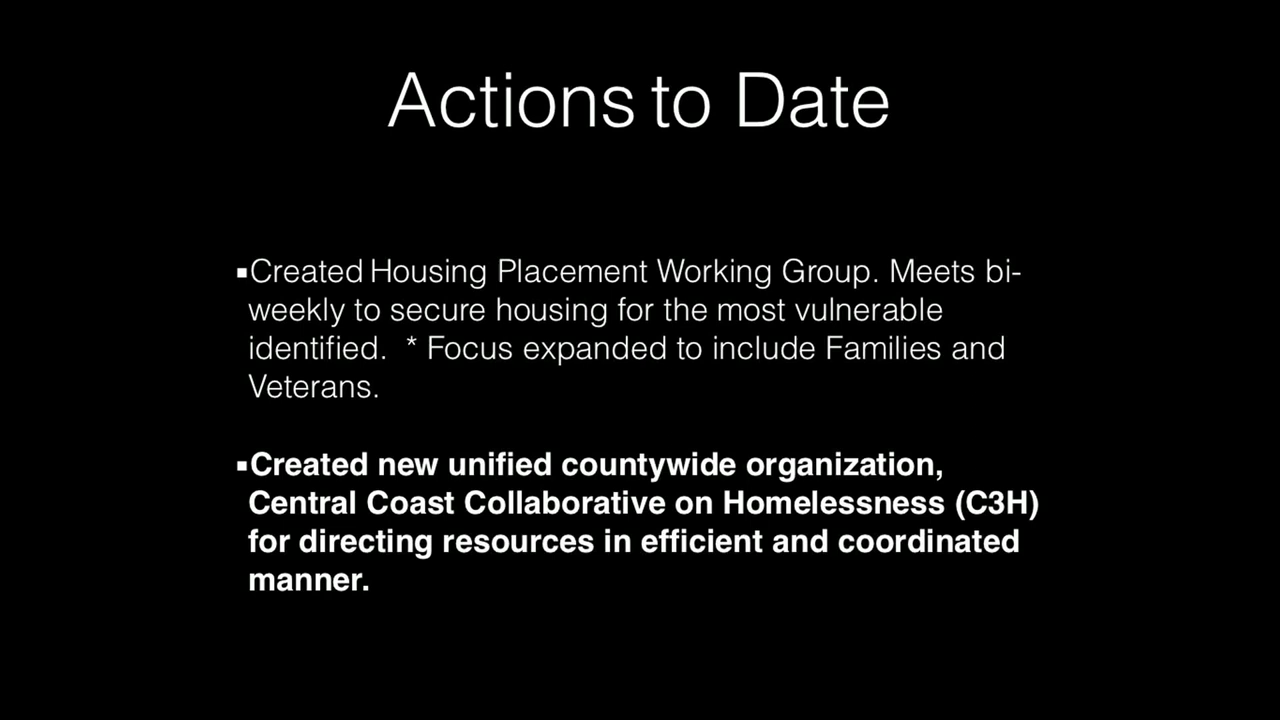 Actions to Date
▪Created Housing Placement Working Group. Meets bi-
weekly to secure housing for the most vulnerable
identified.  * Focus expanded to include Families and
Veterans.
▪Created new unified countywide organization,
Central Coast Collaborative on Homelessness (C3H)
for directing resources in efficient and coordinated
manner.